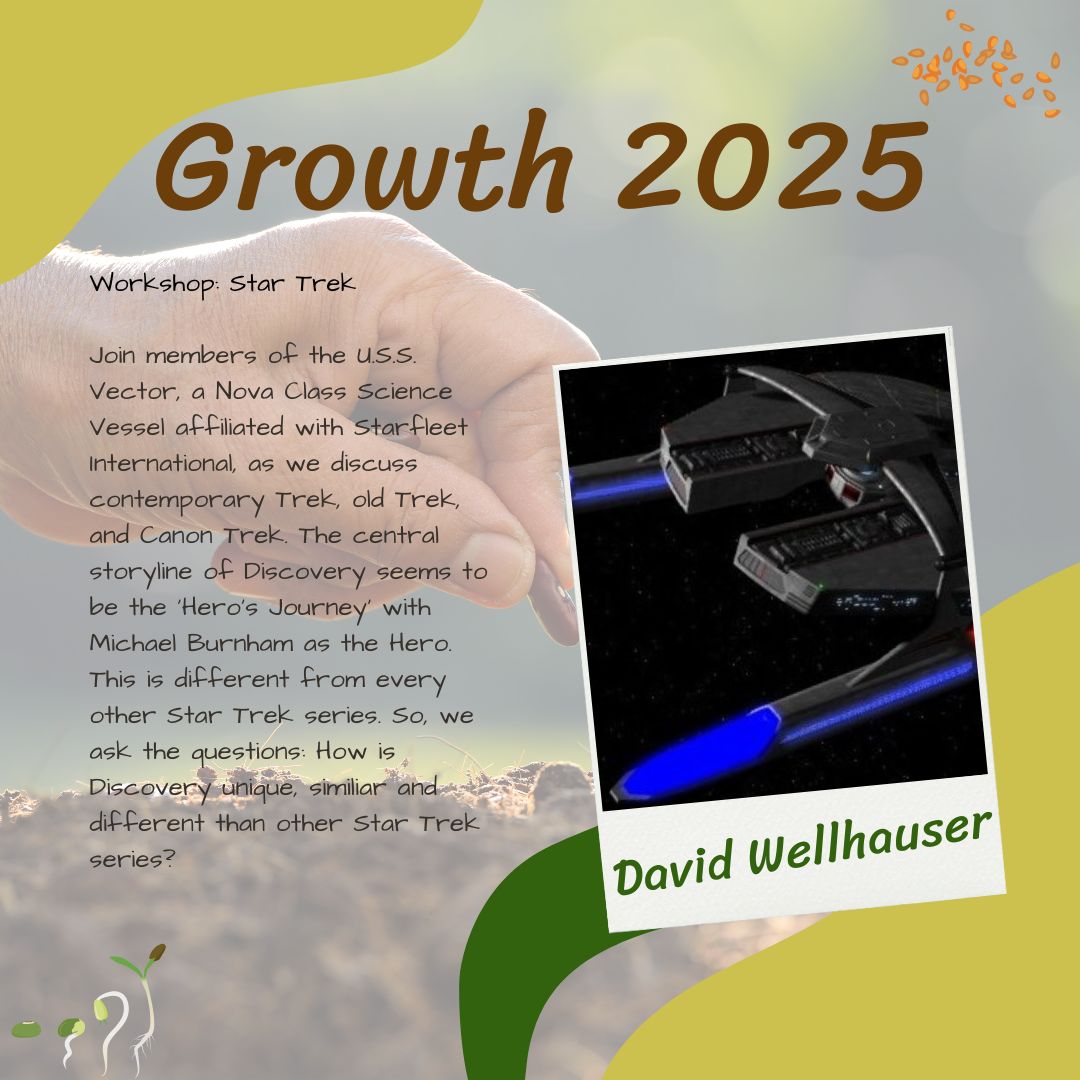 Growth 2025
Workshop: Star Trek
Join members of the U.S.S.
Vector, a Nova Class Science
Vessel affiliated with Starfleet
International, as we discuss
contemporary Trek, old Trek,
and Canon Trek. The central
storyline of Discovery seems to
be the 'Hero's Journey' with
Michael Burnham as the Hero.
This is different from every
other Star Trek series. So, we
ask the questions: How is
Discovery unique, similiar and
different than other Star Trek
series?
David Wellhauser